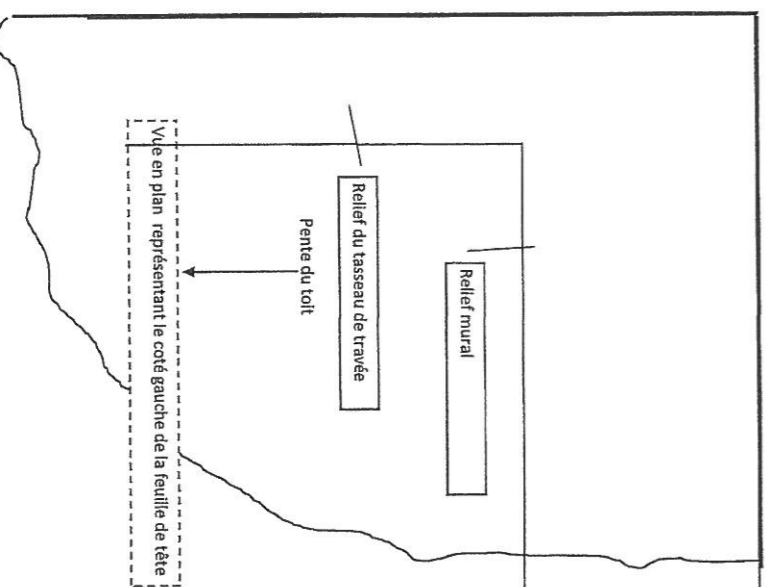 Relief mural
Relief du tasseau de travée
Pente du toit
Vue en plan représentant le coté gauche de la feuille de tête